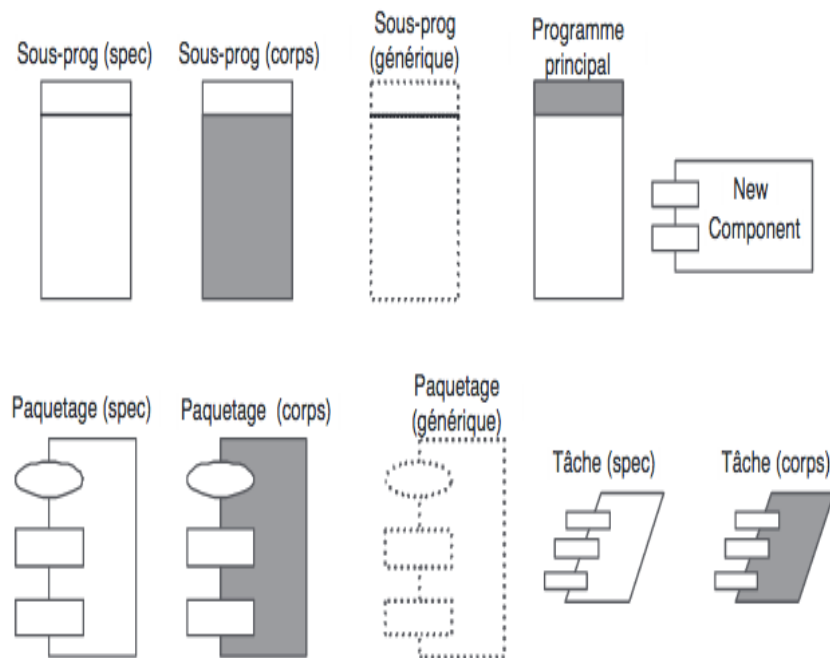 Sous-prog (spec)
Sous-prog (corps)
Sous-prog
(générique)
Programme
principal
New
Component
Paquetage (spec)
Paquetage (corps)
Paquetage
(générique)
Tâche (spec)
Tâche (corps)